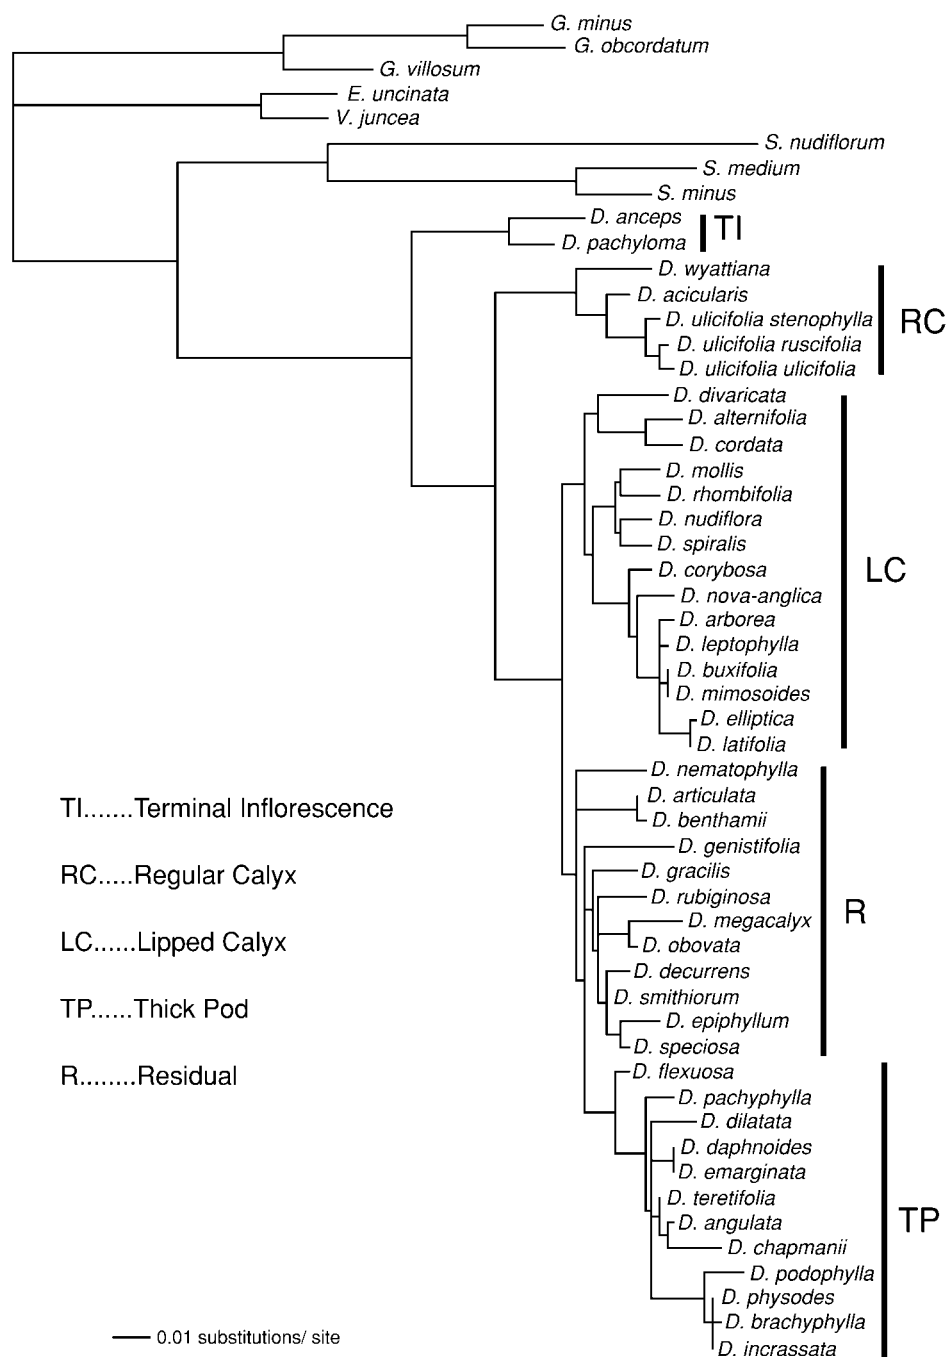 G. minus
G. obcordatum
G. villosum
E. uncinata
V. juncea
S. nudiflorum
S. medium
S. minus
D. anceps
TI
D. pachyloma
D. wyattiana
D. acicularis
D. ulicifolia stenophylla
RC
D. ulicifolia ruscifolia
D. ulicifolia ulicifolia
D. divaricata
D. alternifolia
D. cordata
D. mollis
D. rhombifolia
D. nudiflora
D. spiralis
D. corybosa
LC
D. nova-anglica
D. arborea
D. leptophylla
D. buxifolia
D. mimosoides
D. elliptica
D. latifolia
D. nematophylla
D. articulata
D. benthamii
D. genistifolia
D. gracilis
D. rubiginosa
R
D. megacalyx
D. obovata
D. decurrens
D. smithiorum
D. epiphyllum
D. speciosa
D. flexuosa
D. pachyphylla
D. dilatata
D. daphnoides
D. emarginata
D. teretifolia
TP
D. angulata
D. chapmanii
D. podophylla
D. physodes
D. brachyphylla
D. incrassata
TI.......Terminal Inflorescence
RC.....Regular Calyx
LC......Lipped Calyx
TP......Thick Pod
R........Residual
0.01 substitutions/ site